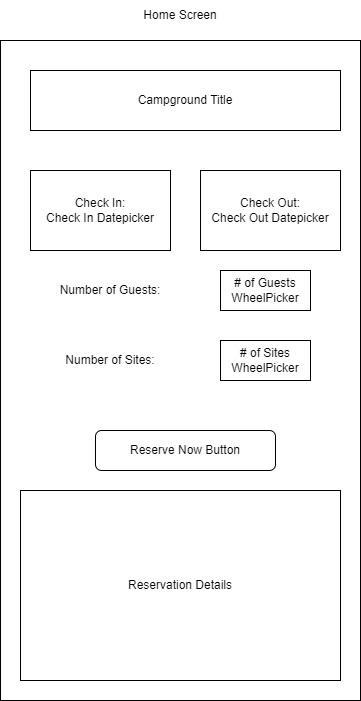 Home Screen
Campground Title
Check In:
Check In Datepicker
Check Out:
Check Out Datepicker
Number of Guests:
# of Guests
WheelPicker
Number of Sites:
# of Sites
WheelPicker
Reserve Now Button
Reservation Details